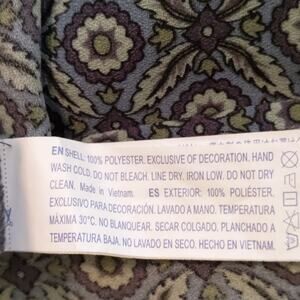 EN SHELL: 100% POLYESTER. EXCLUSIVE OF DECORATION. HAND
WASH COLD. DO NOT BLEACH. LINE DRY. IRON LOW. DO NOT DRY
CLEAN. Made in Vietnam. ES EXTERIOR: 100% POLIÉSTER.
EXCLUSIVO PARA DECORACIÓN. LAVADO A MANO. TEMPERATURA
MÁXIMA 30°C. NO BLANQUEAR. SECAR COLGADO. PLANCHADO A
TEMPERATURA BAJA. NO LAVADO EN SECO. HECHO EN VIETNAM.